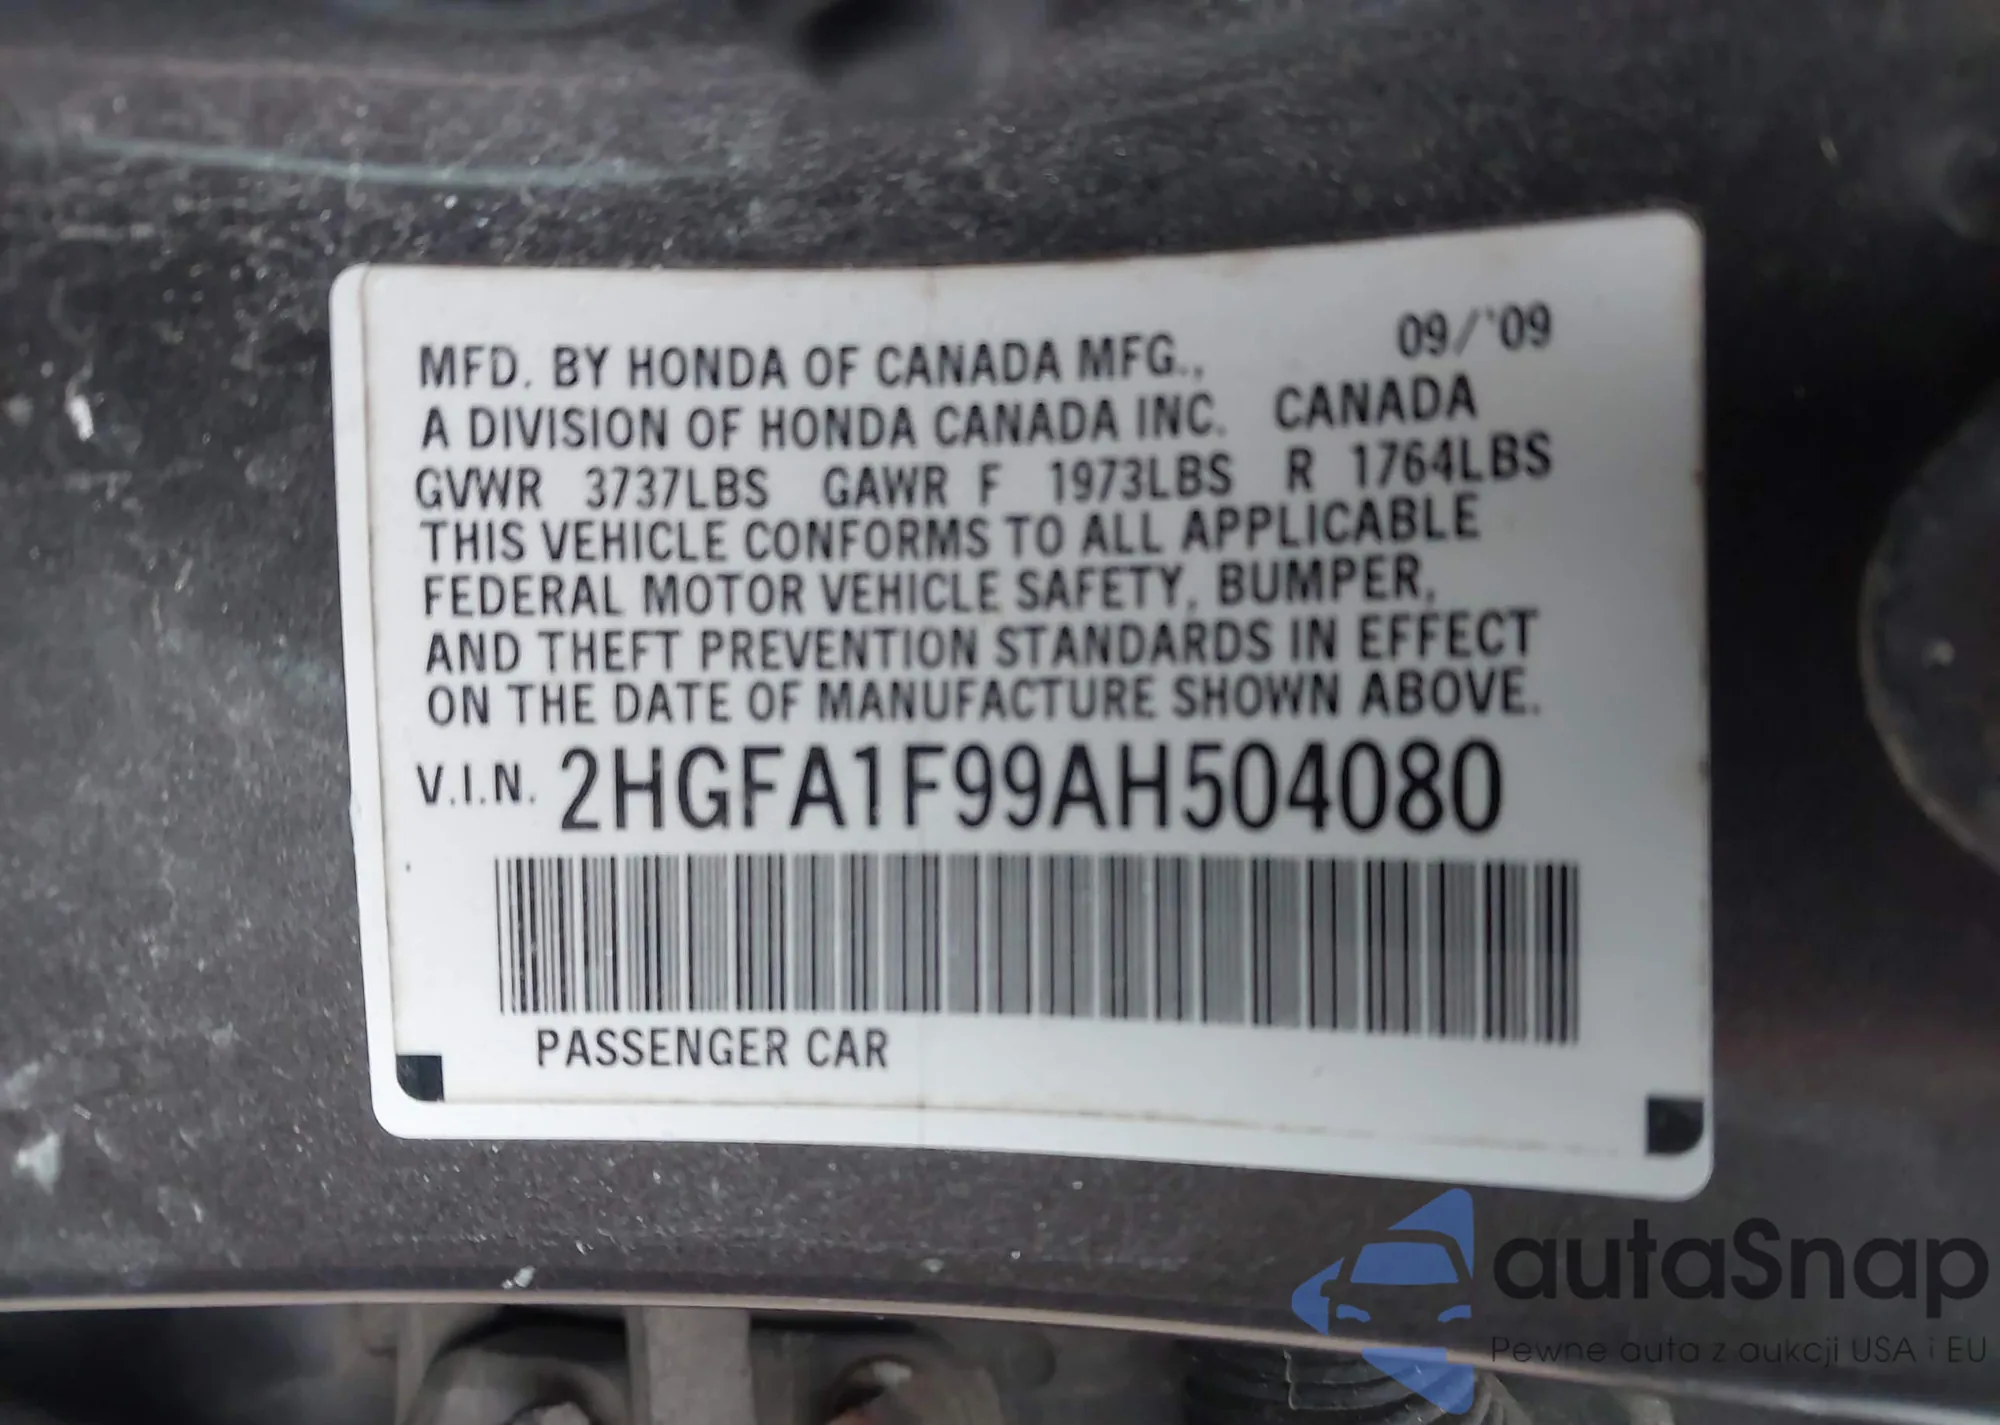 09/'09
MFD. BY HONDA OF CANADA MFG.,
A DIVISION OF HONDA CANADA INC. CANADA
GVWR 3737LBS GAWR F 1973LBS R 1764LBS
THIS VEHICLE CONFORMS TO ALL APPLICABLE
FEDERAL MOTOR VEHICLE SAFETY, BUMPER,
AND THEFT PREVENTION STANDARDS IN EFFECT
ON THE DATE OF MANUFACTURE SHOWN ABOVE.
V.I.N. 2HGFA1F99AH504080
PASSENGER CAR
autaSnap
Pewne auta z aukcji USA i EU